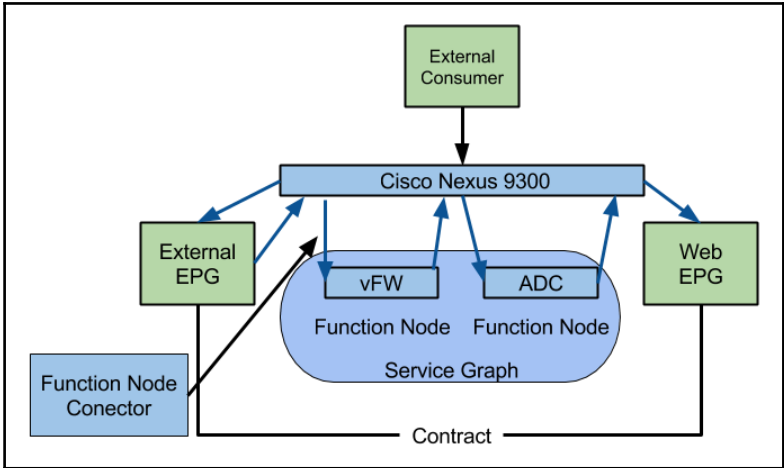 External
Consumer
Cisco Nexus 9300
External
EPG
Web
EPG
vFW
ADC
Function Node
Function Node
Service Graph
Function Node
Conector
Contract